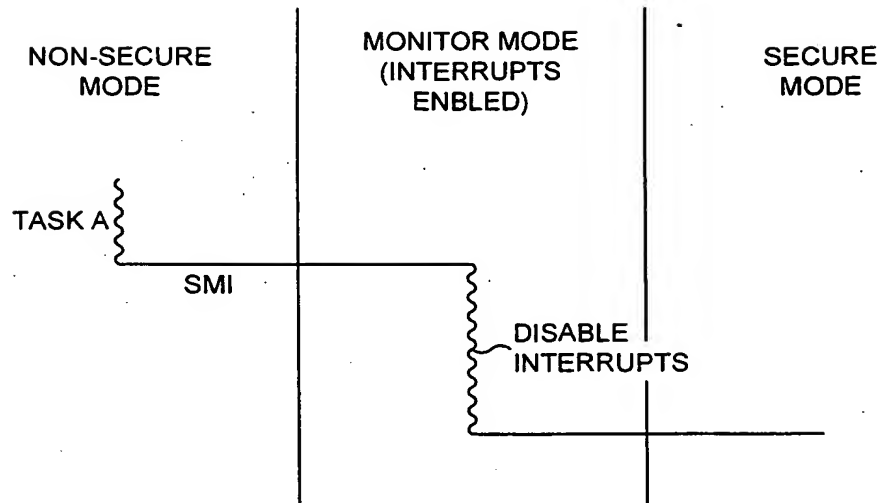 NON-SECURE
MODE
MONITOR MODE
(INTERRUPTS
ENBLED)
SECURE
MODE
TASK A
SMI
DISABLE
INTERRUPTS